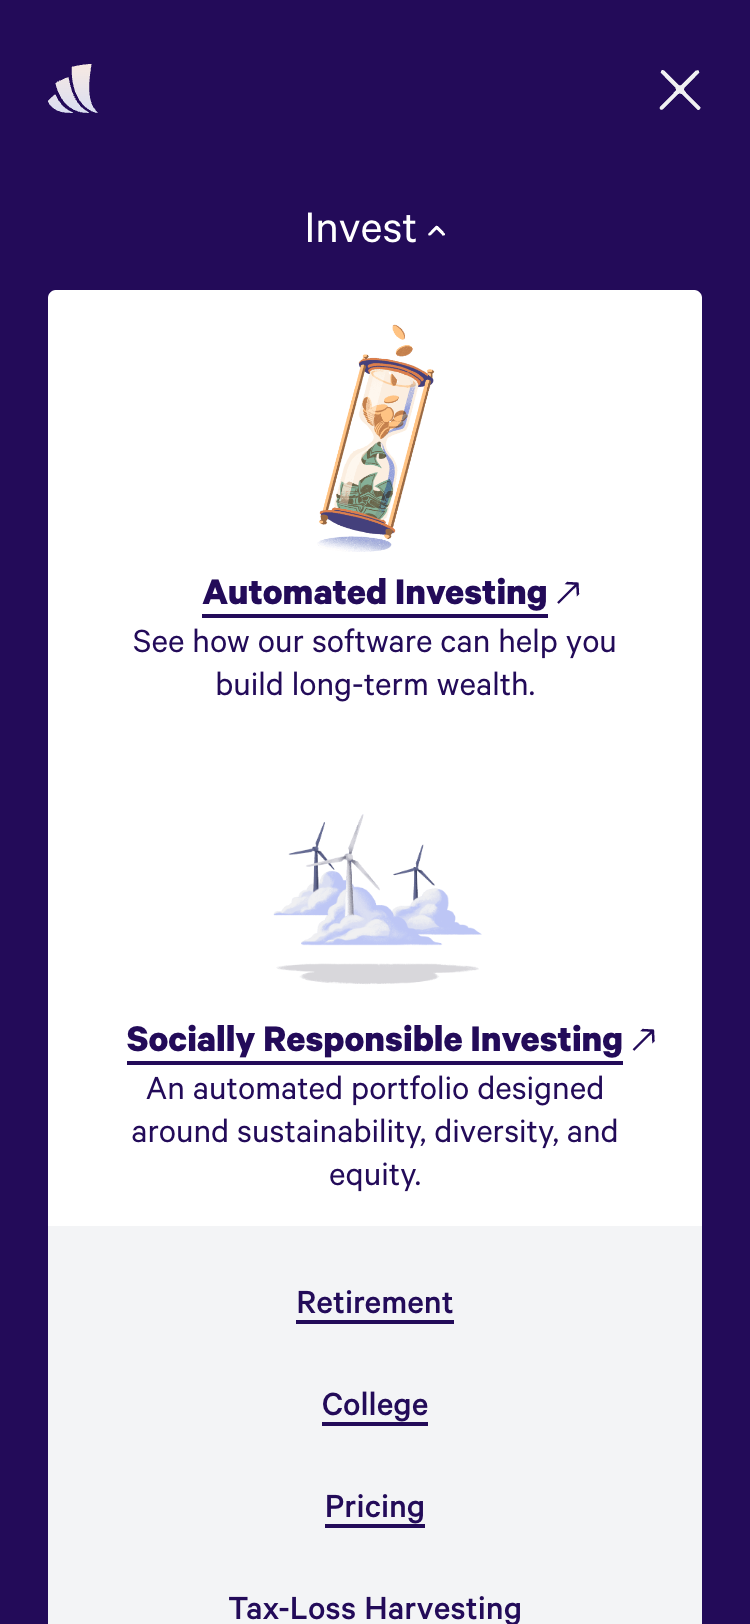 Invest
Automated Investing
See how our software can help you
build long-term wealth.
Socially Responsible Investing
An automated portfolio designed
around sustainability, diversity, and
equity.
Retirement
College
Pricing
Tax-Loss Harvesting